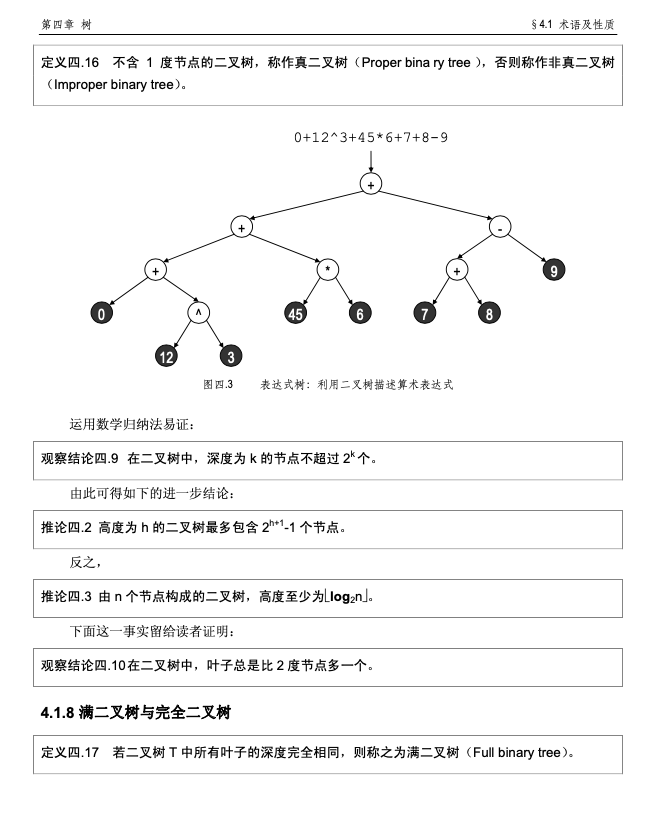 第四章 树 §4.1 术语及性质
定义四.16 不含 1 度节点的二叉树，称作真二叉树（Proper bina ry tree ），否则称作非真二叉树
（Improper binary tree）。
0+12^3+45*6+7+8-9
+
+ -
+ * + 9
0 ^ 45 6 7 8
12 3
图四.3 表达式树：利用二叉树描述算术表达式
运用数学归纳法易证：
观察结论四.9 在二叉树中，深度为 k 的节点不超过 2^k 个。
由此可得如下的进一步结论：
推论四.2 高度为 h 的二叉树最多包含 2^h+1-1 个节点。
反之，
推论四.3 由 n 个节点构成的二叉树，高度至少为⌊log₂n⌋。
下面这一事实留给读者证明：
观察结论四.10在二叉树中，叶子总是比 2 度节点多一个。
4.1.8 满二叉树与完全二叉树
定义四.17 若二叉树 T 中所有叶子的深度完全相同，则称之为满二叉树（Full binary tree）。